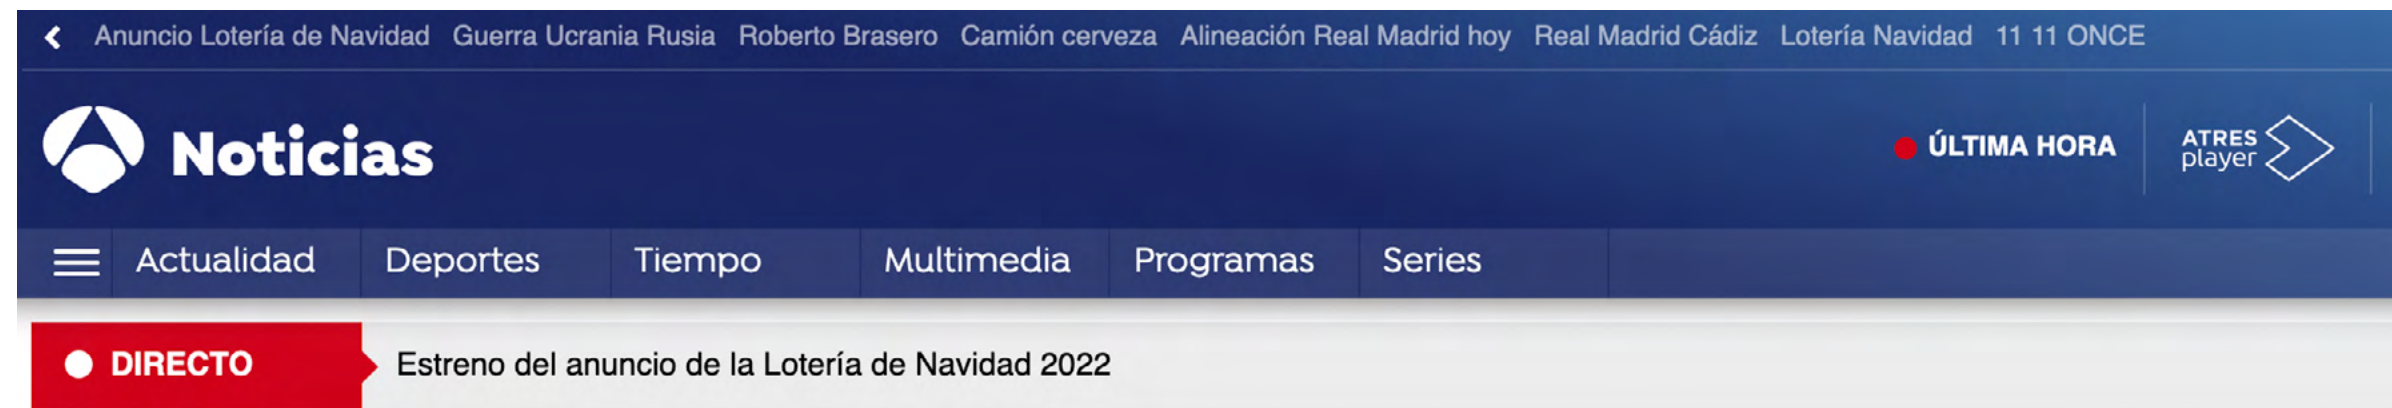 Anuncio Lotería de Navidad Guerra Ucrania Rusia Roberto Brasero Camión cerveza Alineación Real Madrid hoy Real Madrid Cádiz Lotería Navidad 11 11 ONCE
Noticias
ÚLTIMA HORA
ATRES
player
Actualidad Deportes Tiempo Multimedia Programas Series
DIRECTO Estreno del anuncio de la Lotería de Navidad 2022